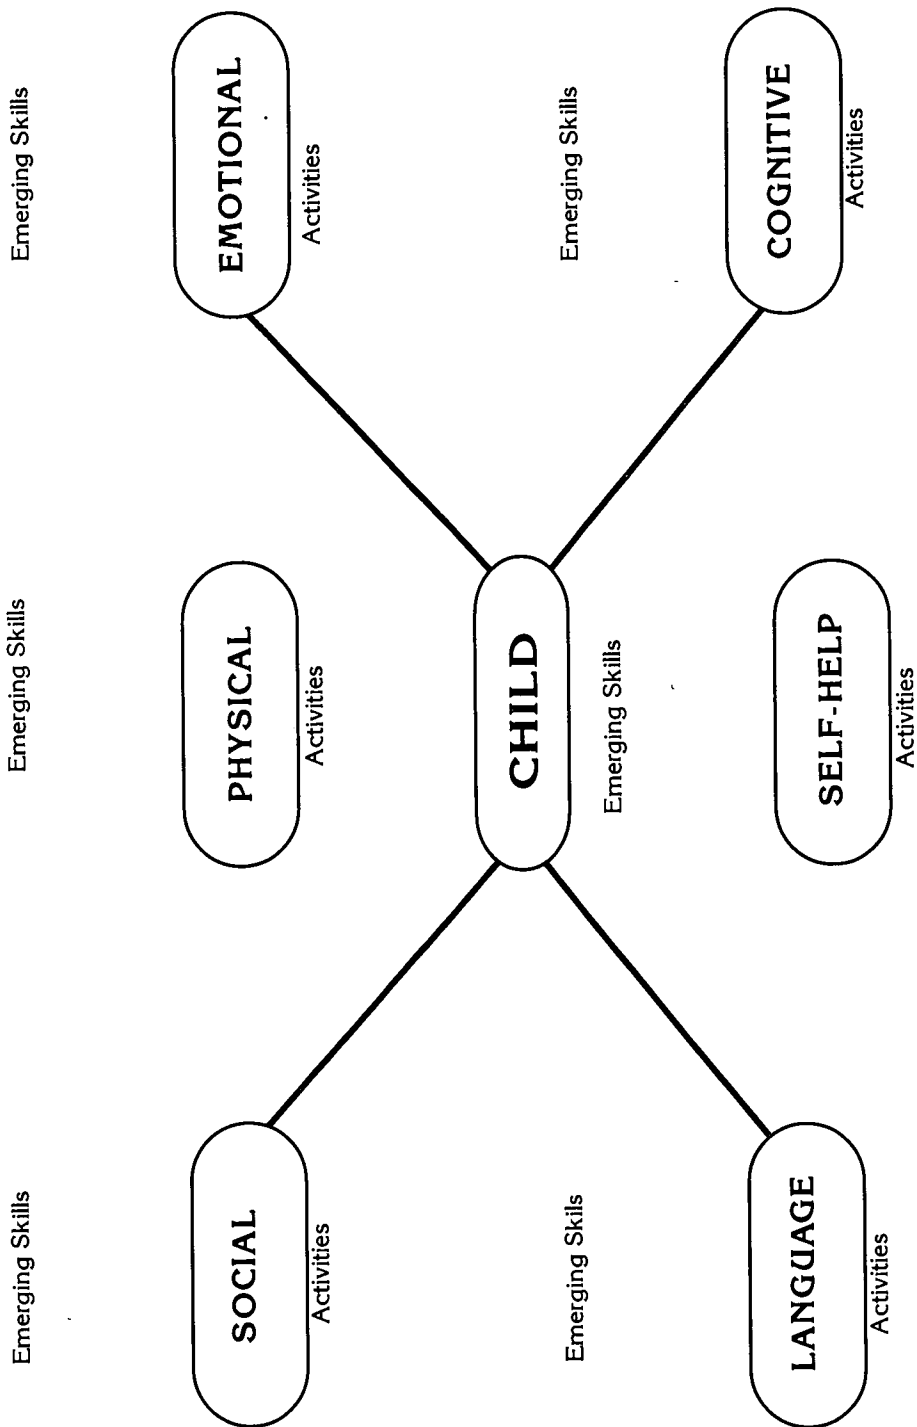 Emerging Skills
Emerging Skills
Emerging Skills
SOCIAL
PHYSICAL
EMOTIONAL
Activities
Activities
Activities
CHILD
Emerging Skils
Emerging Skills
Emerging Skills
LANGUAGE
SELF-HELP
COGNITIVE
Activities
Activities
Activities